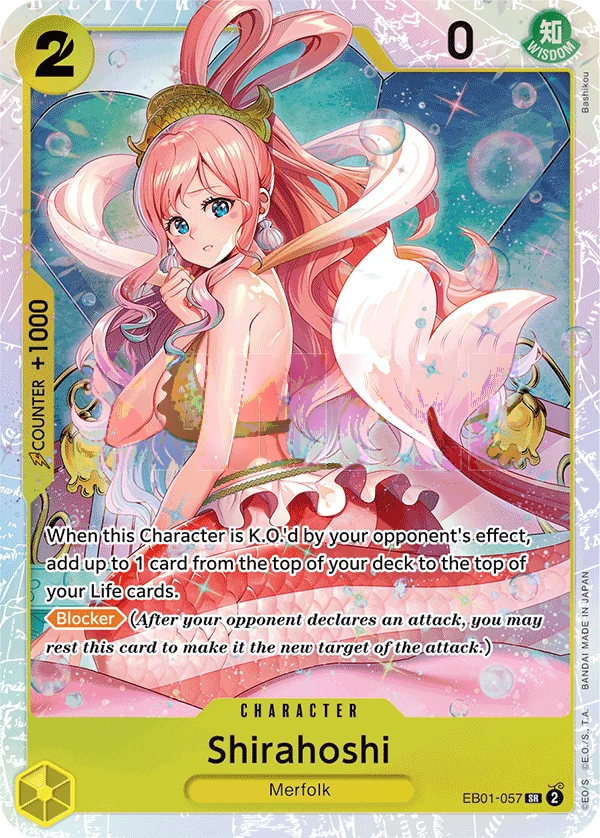 2
0
知
WISDOM
Bashikou
COUNTER +1000
When this Character is K.O.'d by your opponent's effect,
add up to 1 card from the top of your deck to the top of
your Life cards.
Blocker (After your opponent declares an attack, you may
rest this card to make it the new target of the attack.)
CHARACTER
Shirahoshi
Merfolk
EB01-057 SR 2
©EO/S ©E.O./S., T.A. BANDAI MADE IN JAPAN